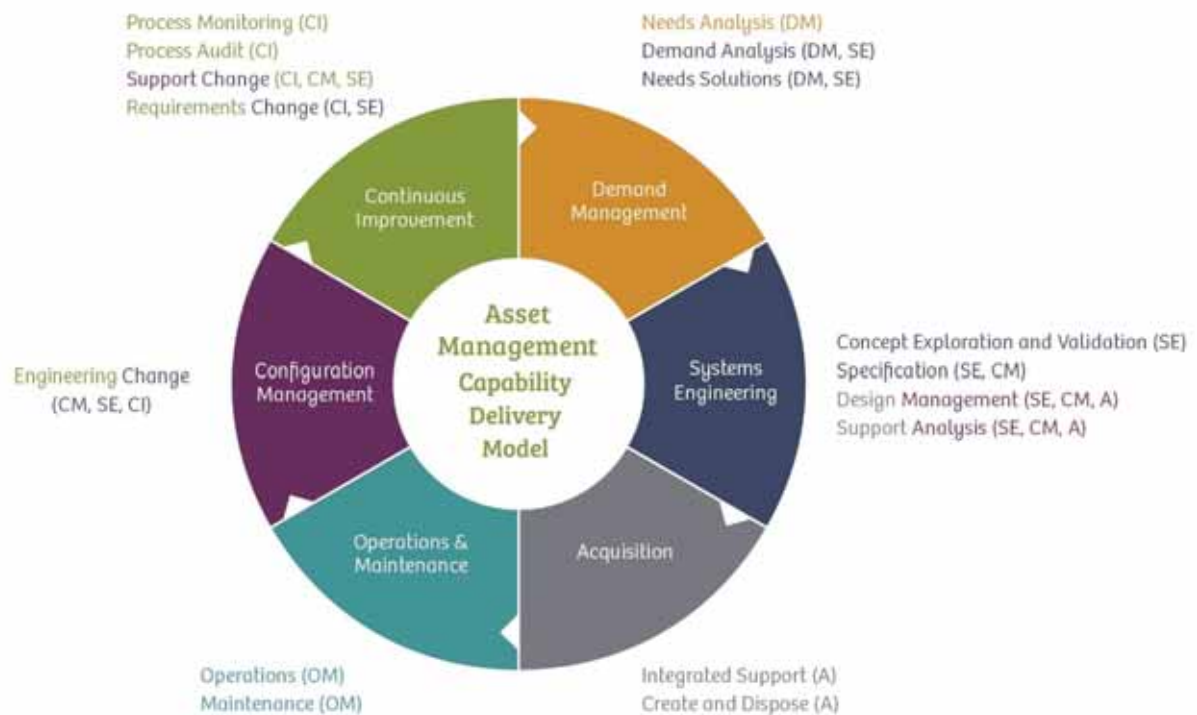 Process Monitoring (CI)
Process Audit (CI)
Support Change (CI, CM, SE)
Requirements Change (CI, SE)
Needs Analysis (DM)
Demand Analysis (DM, SE)
Needs Solutions (DM, SE)
Continuous
Improvement
Demand
Management
Asset
Management
Capability
Delivery
Model
Configuration
Management
Systems
Engineering
Engineering Change
(CM, SE, CI)
Concept Exploration and Validation (SE)
Specification (SE, CM)
Design Management (SE, CM, A)
Support Analysis (SE, CM, A)
Operations &
Maintenance
Acquisition
Operations (OM)
Maintenance (OM)
Integrated Support (A)
Create and Dispose (A)